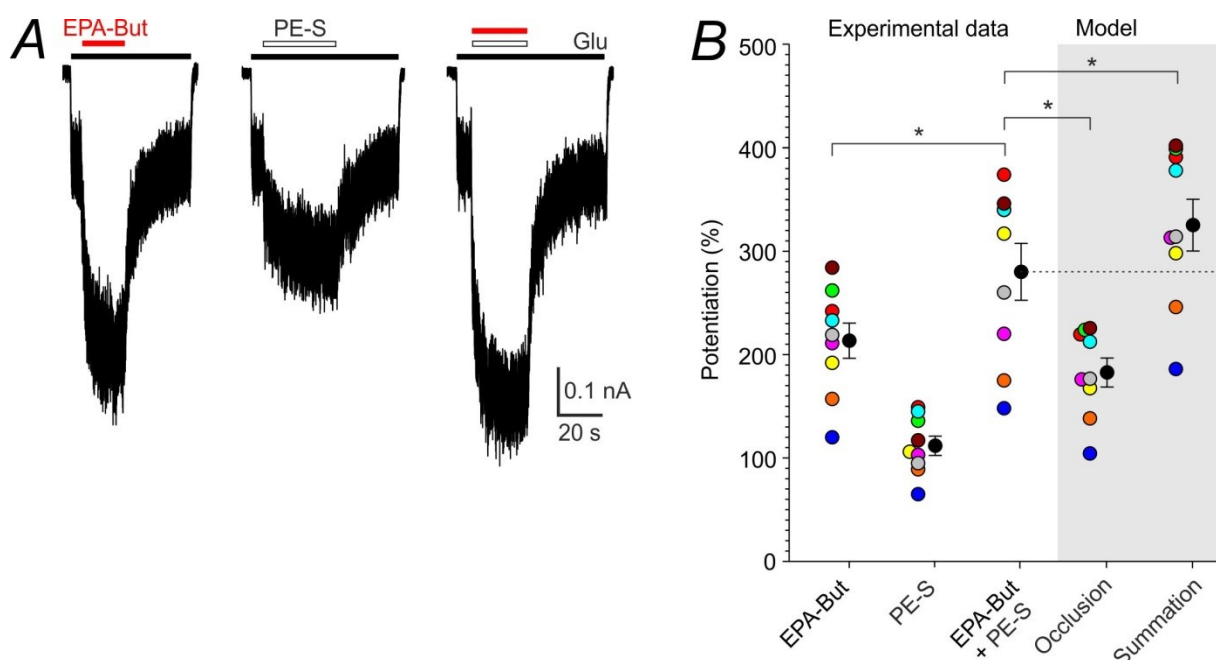 A
EPA-But
PE-S
Glu
0.1 nA
20 s
B
Experimental data
Model
Potentiation (%)
500
400
300
200
100
0
*
*
*
EPA-But
PE-S
EPA-But
+ PE-S
Occlusion
Summation